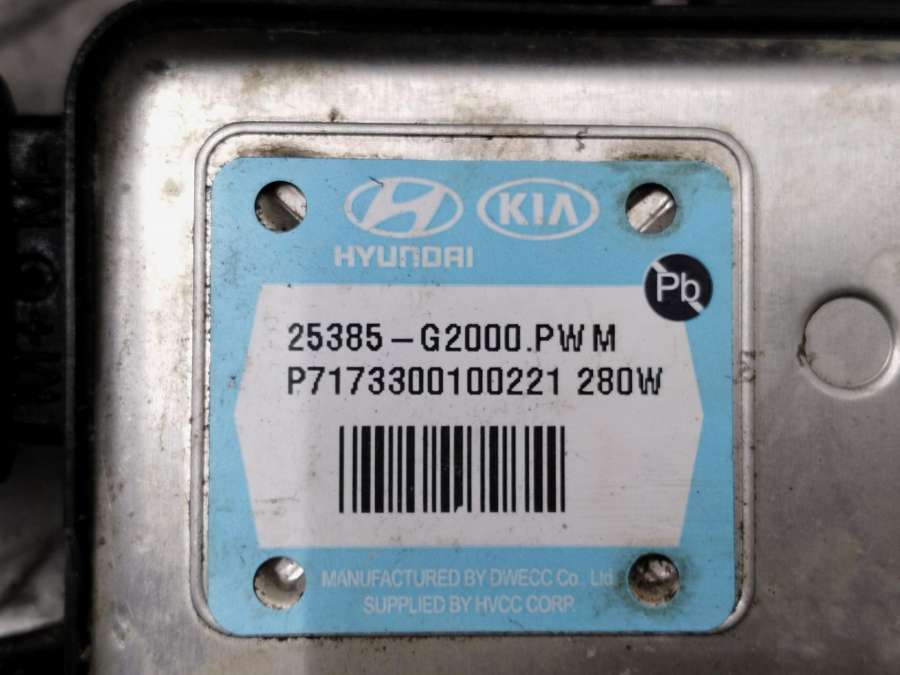 HYUNDAI KIA
Pb
25385-G2000.PWM
P7173300100221 280W
MANUFACTURED BY DWECC Co. Ltd.
SUPPLIED BY HVCC CORP.